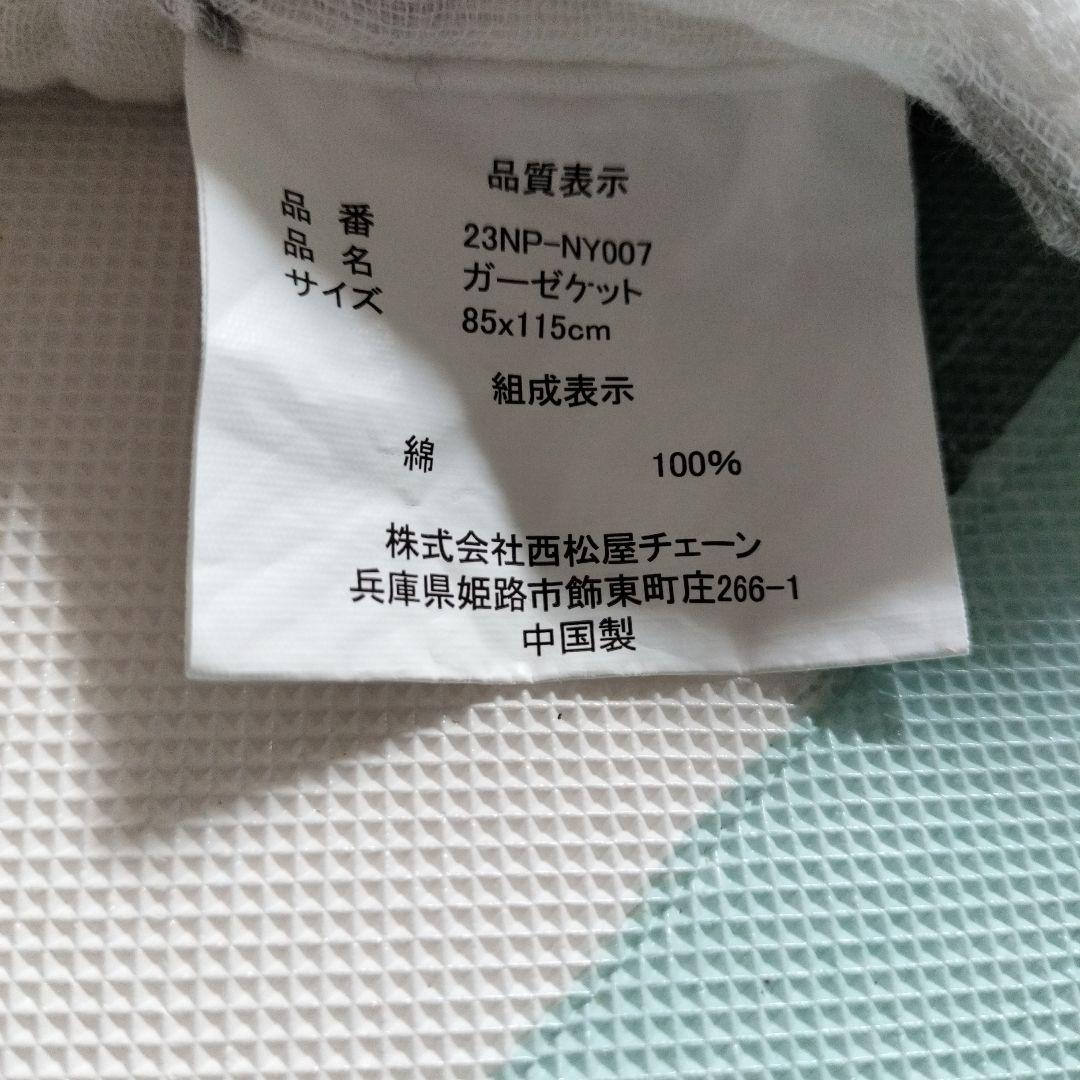 品質表示
品番 23NP-NY007
品名 ガーゼケット
サイズ 85x115cm
組成表示
綿 100%
株式会社西松屋チェーン
兵庫県姫路市飾東町庄266-1
中国製